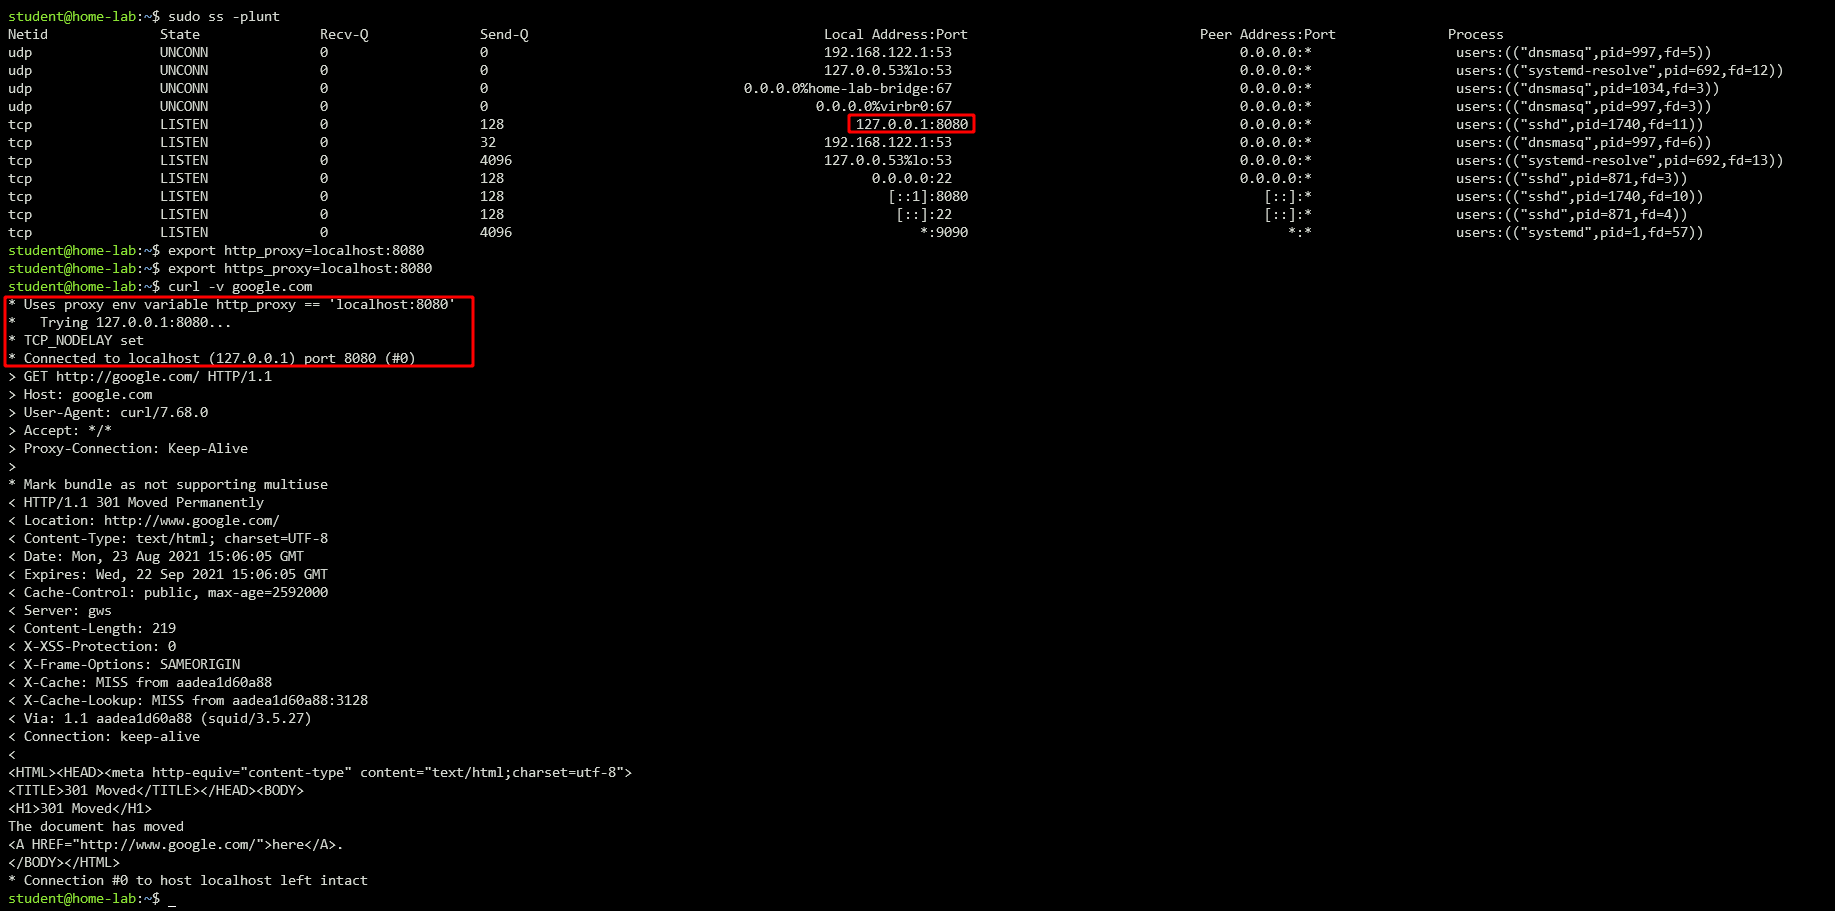 student@home-lab:~$ sudo ss -plunt
Netid State Recv-Q Send-Q Local Address:Port Peer Address:Port Process
udp UNCONN 0 0 192.168.122.1:53 0.0.0.0:* users:(("dnsmasq",pid=997,fd=5))
udp UNCONN 0 0 127.0.0.53%lo:53 0.0.0.0:* users:(("systemd-resolve",pid=692,fd=12))
udp UNCONN 0 0 0.0.0.0%home-lab-bridge:67 0.0.0.0:* users:(("dnsmasq",pid=1034,fd=3))
udp UNCONN 0 0 0.0.0.0%virbr0:67 0.0.0.0:* users:(("dnsmasq",pid=997,fd=3))
tcp LISTEN 0 128 127.0.0.1:8080 0.0.0.0:* users:(("sshd",pid=1740,fd=11))
tcp LISTEN 0 32 192.168.122.1:53 0.0.0.0:* users:(("dnsmasq",pid=997,fd=6))
tcp LISTEN 0 4096 127.0.0.53%lo:53 0.0.0.0:* users:(("systemd-resolve",pid=692,fd=13))
tcp LISTEN 0 128 0.0.0.0:22 0.0.0.0:* users:(("sshd",pid=871,fd=3))
tcp LISTEN 0 128 [::1]:8080 [::]:* users:(("sshd",pid=1740,fd=10))
tcp LISTEN 0 128 [::]:22 [::]:* users:(("sshd",pid=871,fd=4))
tcp LISTEN 0 4096 *:9090 *:* users:(("systemd",pid=1,fd=57))
student@home-lab:~$ export http_proxy=localhost:8080
student@home-lab:~$ export https_proxy=localhost:8080
student@home-lab:~$ curl -v google.com
* Uses proxy env variable http_proxy == 'localhost:8080'
*   Trying 127.0.0.1:8080...
* TCP_NODELAY set
* Connected to localhost (127.0.0.1) port 8080 (#0)
> GET http://google.com/ HTTP/1.1
> Host: google.com
> User-Agent: curl/7.68.0
> Accept: */*
> Proxy-Connection: Keep-Alive
>
* Mark bundle as not supporting multiuse
< HTTP/1.1 301 Moved Permanently
< Location: http://www.google.com/
< Content-Type: text/html; charset=UTF-8
< Date: Mon, 23 Aug 2021 15:06:05 GMT
< Expires: Wed, 22 Sep 2021 15:06:05 GMT
< Cache-Control: public, max-age=2592000
< Server: gws
< Content-Length: 219
< X-XSS-Protection: 0
< X-Frame-Options: SAMEORIGIN
< X-Cache: MISS from aadea1d60a88
< X-Cache-Lookup: MISS from aadea1d60a88:3128
< Via: 1.1 aadea1d60a88 (squid/3.5.27)
< Connection: keep-alive
<
<HTML><HEAD><meta http-equiv="content-type" content="text/html;charset=utf-8">
<TITLE>301 Moved</TITLE></HEAD><BODY>
<H1>301 Moved</H1>
The document has moved
<A HREF="http://www.google.com/">here</A>.
</BODY></HTML>
* Connection #0 to host localhost left intact
student@home-lab:~$ _